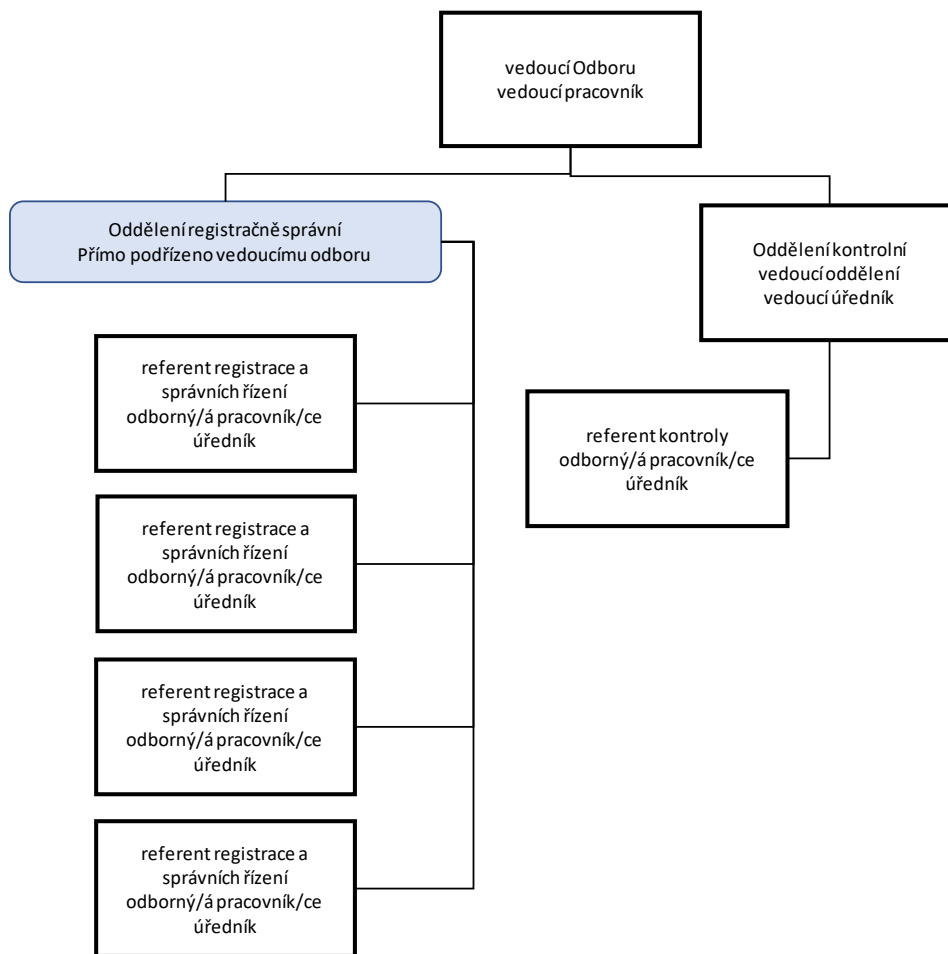 vedoucí Odboru
vedoucí pracovník
Oddělení registračně správní
Přímo podřízeno vedoucímu odboru
Oddělení kontrolní
vedoucí oddělení
vedoucí úředník
referent registrace a
správních řízení
odborný/á pracovník/ce
úředník
referent kontroly
odborný/á pracovník/ce
úředník
referent registrace a
správních řízení
odborný/á pracovník/ce
úředník
referent registrace a
správních řízení
odborný/á pracovník/ce
úředník
referent registrace a
správních řízení
odborný/á pracovník/ce
úředník